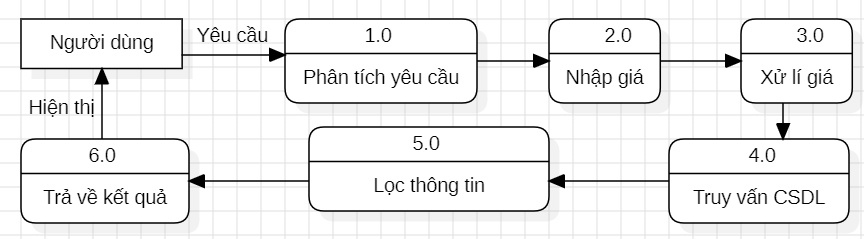 Người dùng
Yêu cầu
1.0
Phân tích yêu cầu
2.0
Nhập giá
3.0
Xử lí giá
4.0
Truy vấn CSDL
5.0
Lọc thông tin
6.0
Trả về kết quả
Hiện thị